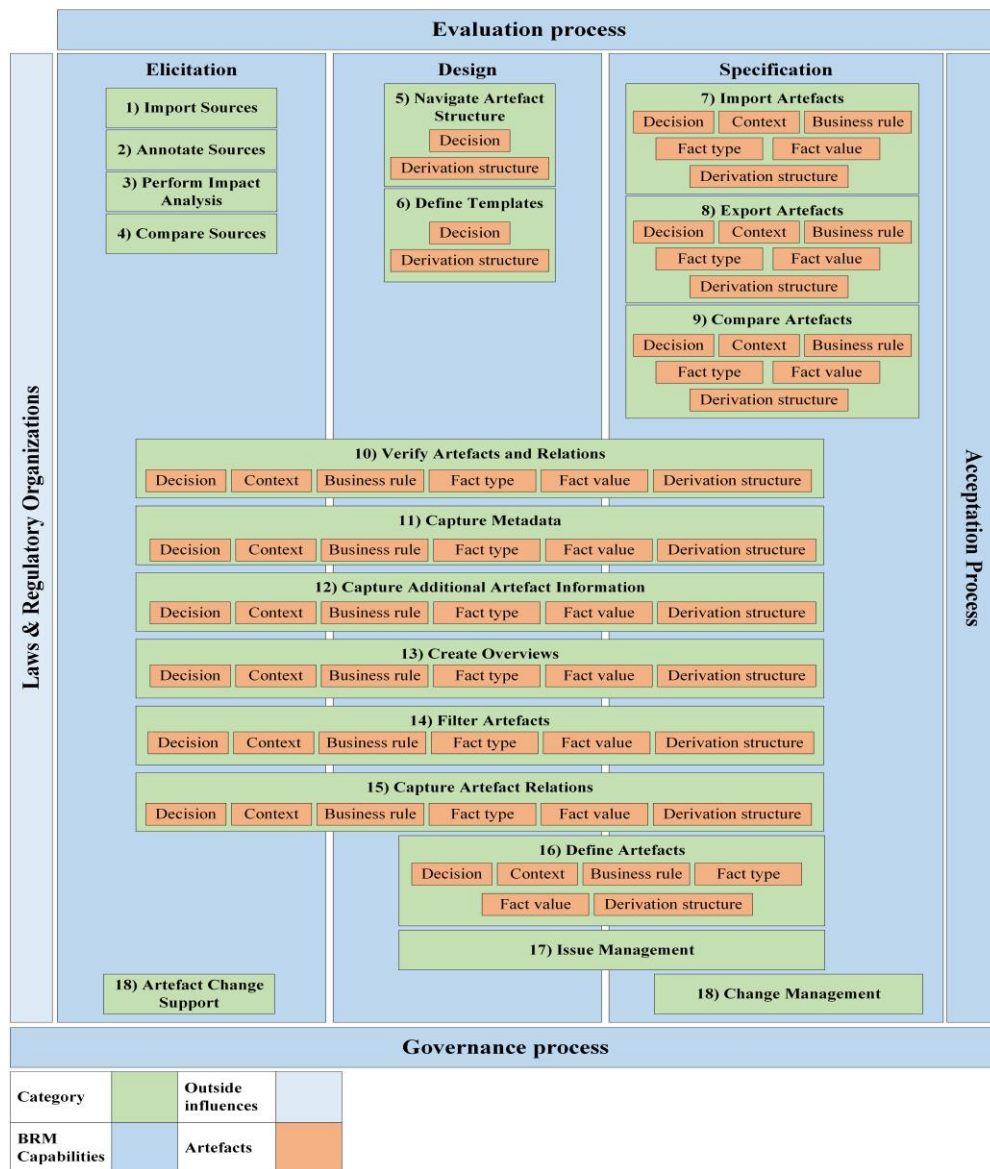 Evaluation process
Laws & Regulatory Organizations
Elicitation
1) Import Sources
2) Annotate Sources
3) Perform Impact
Analysis
4) Compare Sources
Design
5) Navigate Artefact
Structure
Decision
Derivation structure
6) Define Templates
Decision
Derivation structure
Specification
7) Import Artefacts
Decision Context Business rule
Fact type Fact value
Derivation structure
8) Export Artefacts
Decision Context Business rule
Fact type Fact value
Derivation structure
9) Compare Artefacts
Decision Context Business rule
Fact type Fact value
Derivation structure
Acceptation Process
10) Verify Artefacts and Relations
Decision Context Business rule Fact type Fact value Derivation structure
11) Capture Metadata
Decision Context Business rule Fact type Fact value Derivation structure
12) Capture Additional Artefact Information
Decision Context Business rule Fact type Fact value Derivation structure
13) Create Overviews
Decision Context Business rule Fact type Fact value Derivation structure
14) Filter Artefacts
Decision Context Business rule Fact type Fact value Derivation structure
15) Capture Artefact Relations
Decision Context Business rule Fact type Fact value Derivation structure
16) Define Artefacts
Decision Context Business rule Fact type
Fact value Derivation structure
17) Issue Management
18) Artefact Change
Support
18) Change Management
Governance process
Category
Outside
influences
BRM
Capabilities
Artefacts